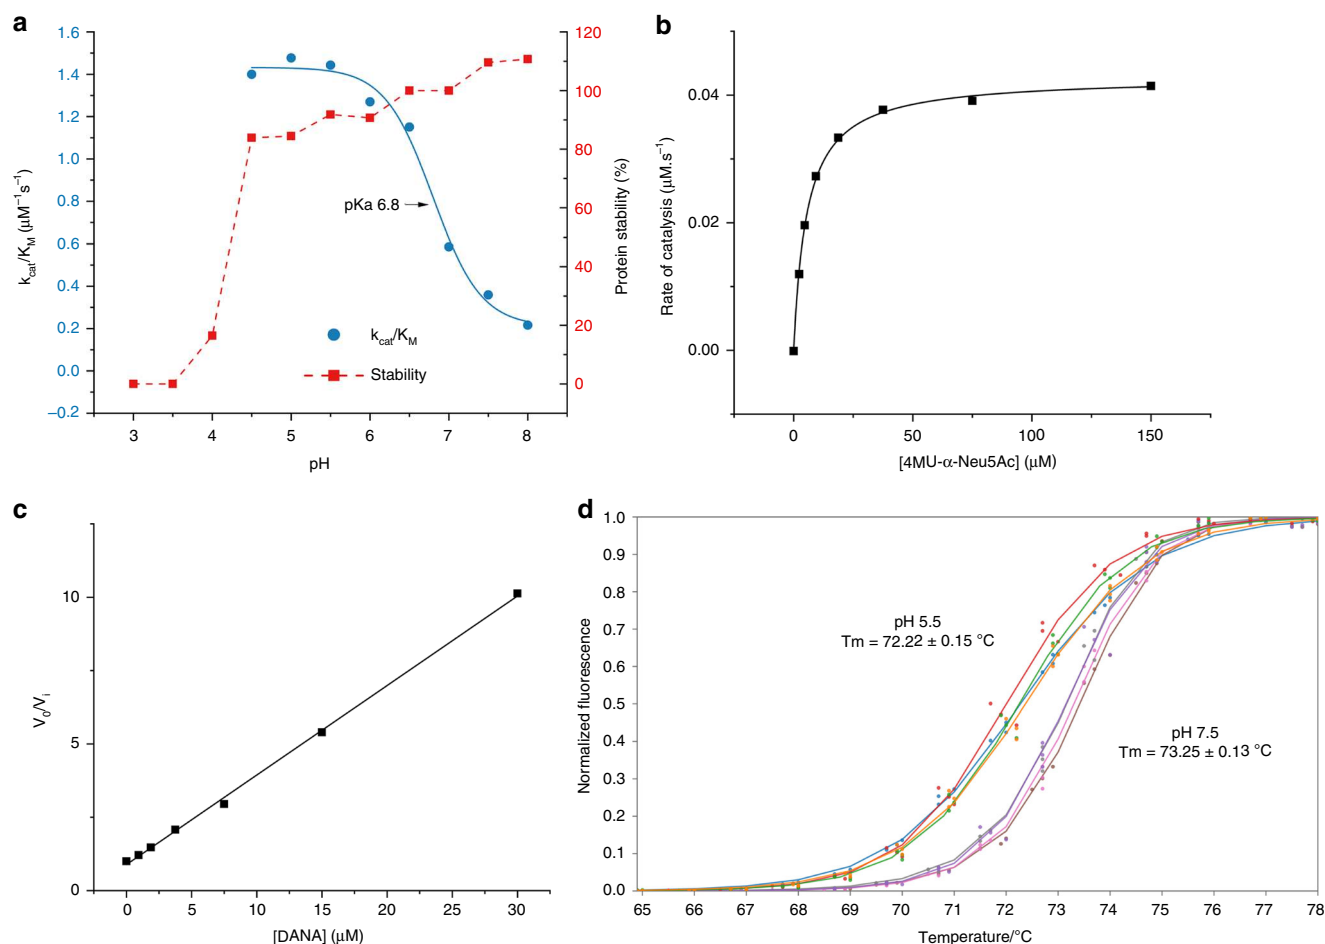 a
1.6
1.4
1.2
1.0
0.8
0.6
0.4
0.2
0.0
−0.2
kcat/KM (μM−1s−1)
120
100
80
60
40
20
0
Protein stability (%)
pKa 6.8
kcat/KM
Stability
3 4 5 6 7 8
pH
b
0.04
0.02
0.00
Rate of catalysis (μM.s−1)
0 50 100 150
[4MU-α-Neu5Ac] (μM)
c
10
5
0
V0/Vi
0 5 10 15 20 25 30
[DANA] (μM)
d
1.0
0.9
0.8
0.7
0.6
0.5
0.4
0.3
0.2
0.1
0.0
Normalized fluorescence
pH 5.5
Tm = 72.22 ± 0.15 °C
pH 7.5
Tm = 73.25 ± 0.13 °C
65 66 67 68 69 70 71 72 73 74 75 76 77 78
Temperature/°C